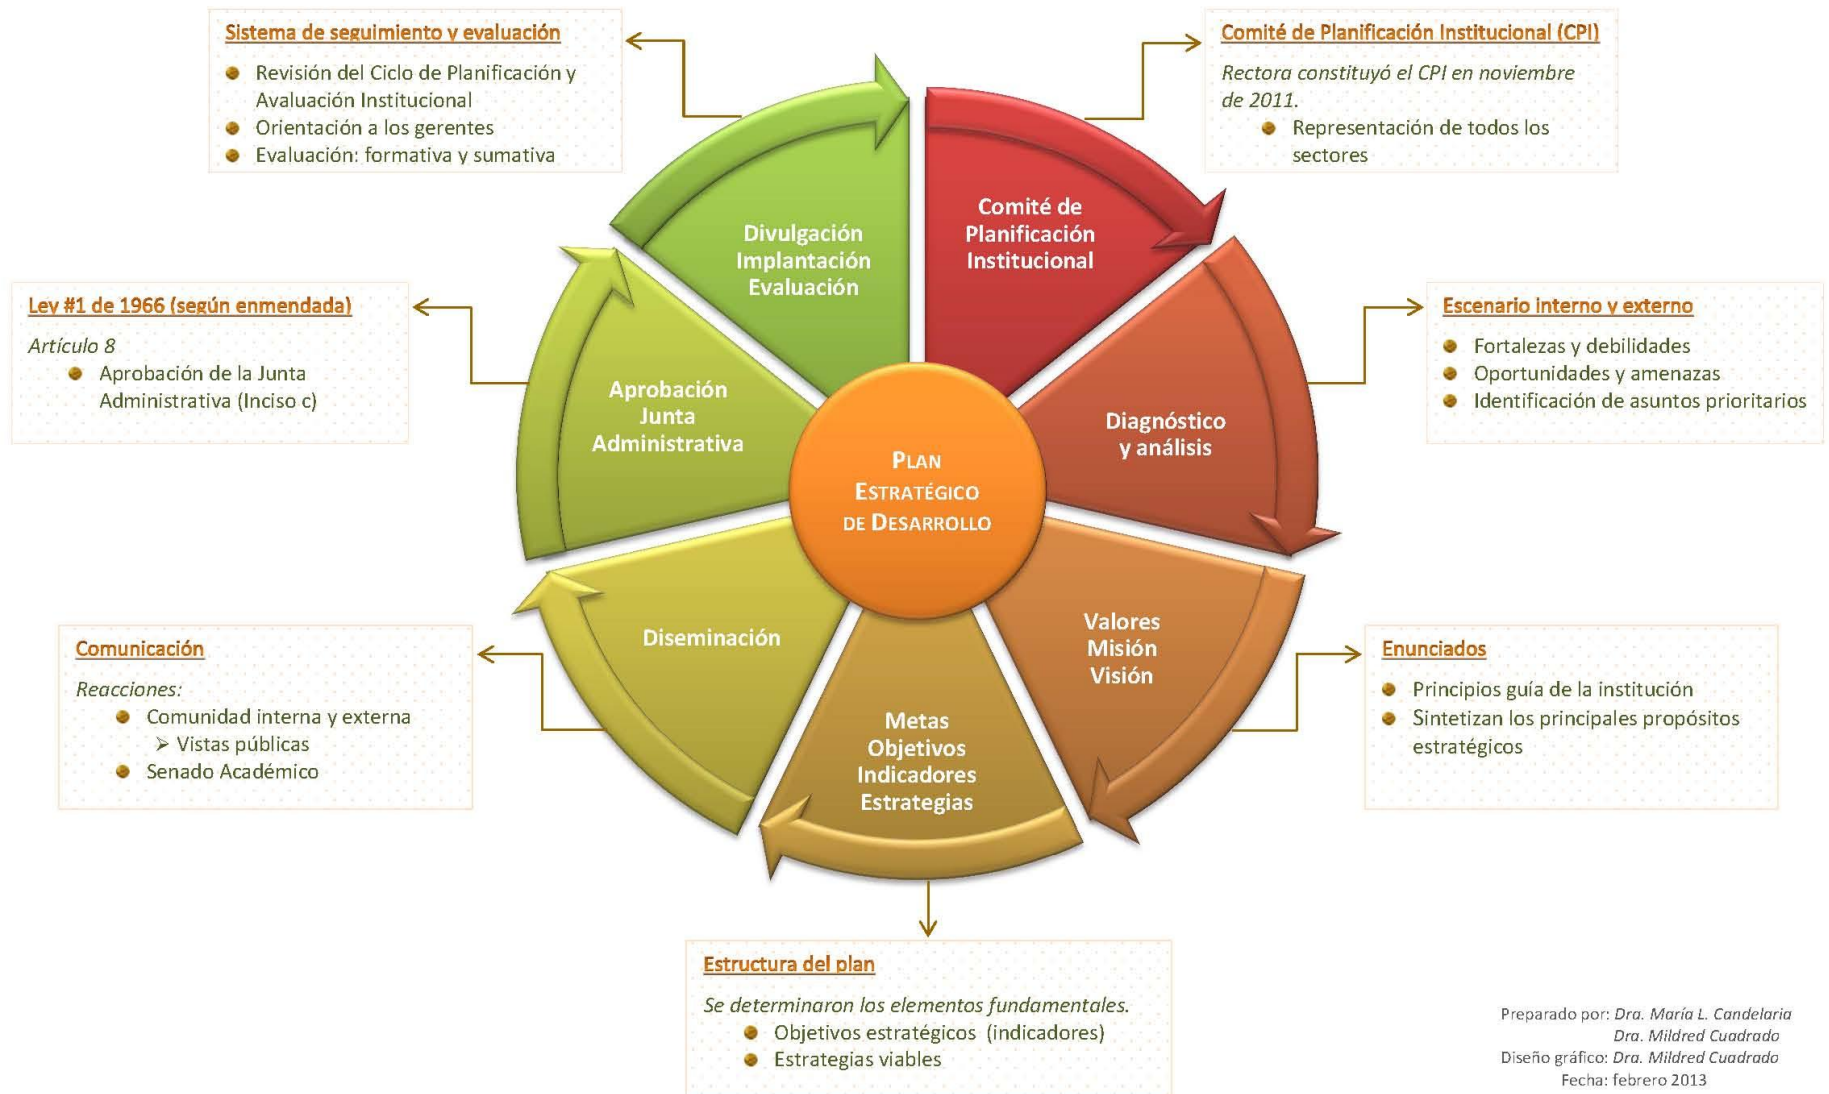 Sistema de seguimiento y evaluación
Revisión del Ciclo de Planificación y
Avaluación Institucional
Orientación a los gerentes
Evaluación: formativa y sumativa
Comité de Planificación Institucional (CPI)
Rectora constituyó el CPI en noviembre
de 2011.
Representación de todos los
sectores
Divulgación
Implantación
Evaluación
Comité de
Planificación
Institucional
Ley #1 de 1966 (según enmendada)
Artículo 8
Aprobación de la Junta
Administrativa (Inciso c)
Escenario interno y externo
Fortalezas y debilidades
Oportunidades y amenazas
Identificación de asuntos prioritarios
Aprobación
Junta
Administrativa
Diagnóstico
y análisis
PLAN
ESTRATÉGICO
DE DESARROLLO
Diseminación
Valores
Misión
Visión
Comunicación
Reacciones:
Comunidad interna y externa
➢ Vistas públicas
Senado Académico
Enunciados
Principios guía de la institución
Sintetizan los principales propósitos
estratégicos
Metas
Objetivos
Indicadores
Estrategias
Estructura del plan
Se determinaron los elementos fundamentales.
Objetivos estratégicos (indicadores)
Estrategias viables
Preparado por: Dra. María L. Candelaria
Dra. Mildred Cuadrado
Diseño gráfico: Dra. Mildred Cuadrado
Fecha: febrero 2013